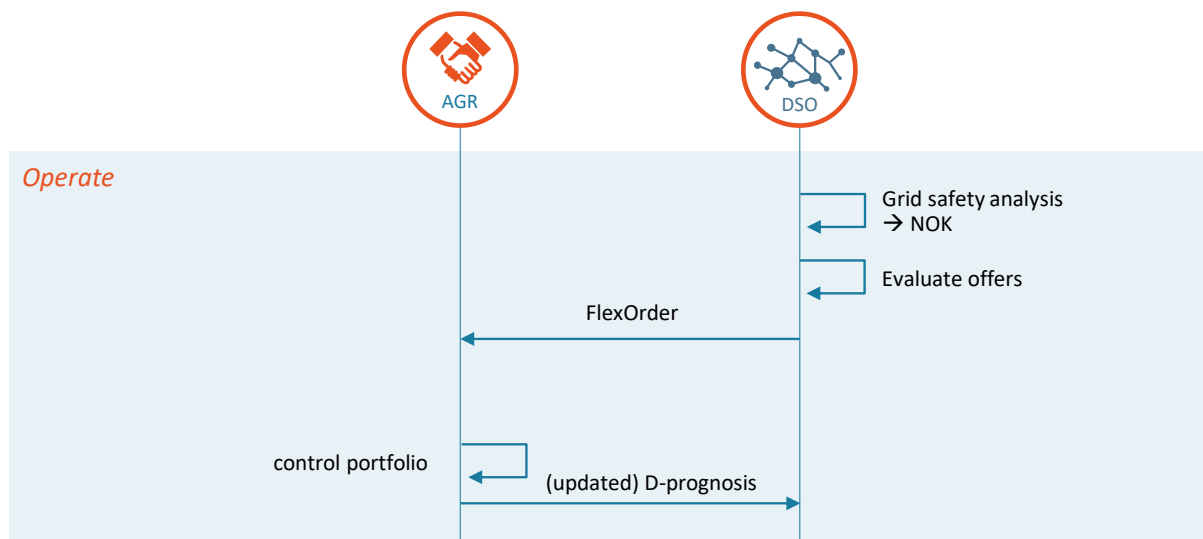 AGR
DSO
Operate
Grid safety analysis
→ NOK
Evaluate offers
FlexOrder
control portfolio
(updated) D-prognosis